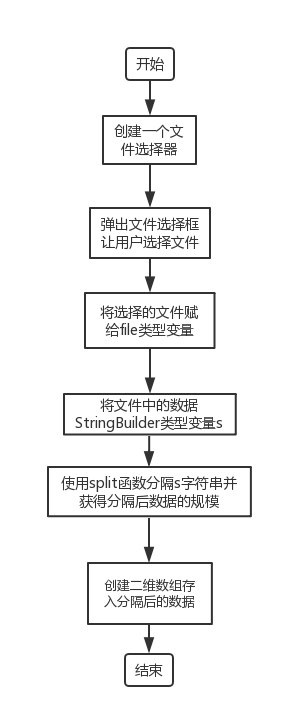 开始
创建一个文
件选择器
弹出文件选择框
让用户选择文件
将选择的文件赋
给file类型变量
将文件中的数据
StringBuilder类型变量s
使用split函数分隔s字符串并
获得分隔后数据的规模
创建二维数组存
入分隔后的数据
结束